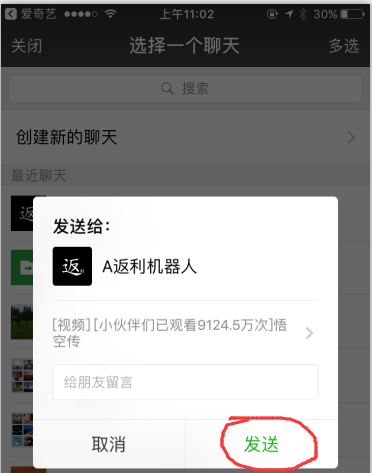 爱奇艺 上午11:02 30%
关闭 选择一个聊天 多选
搜索
创建新的聊天
最近聊天
返
发送给：
返 A返利机器人
[视频][小伙伴们已观看9124.5万次]悟
空传
给朋友留言
取消 发送